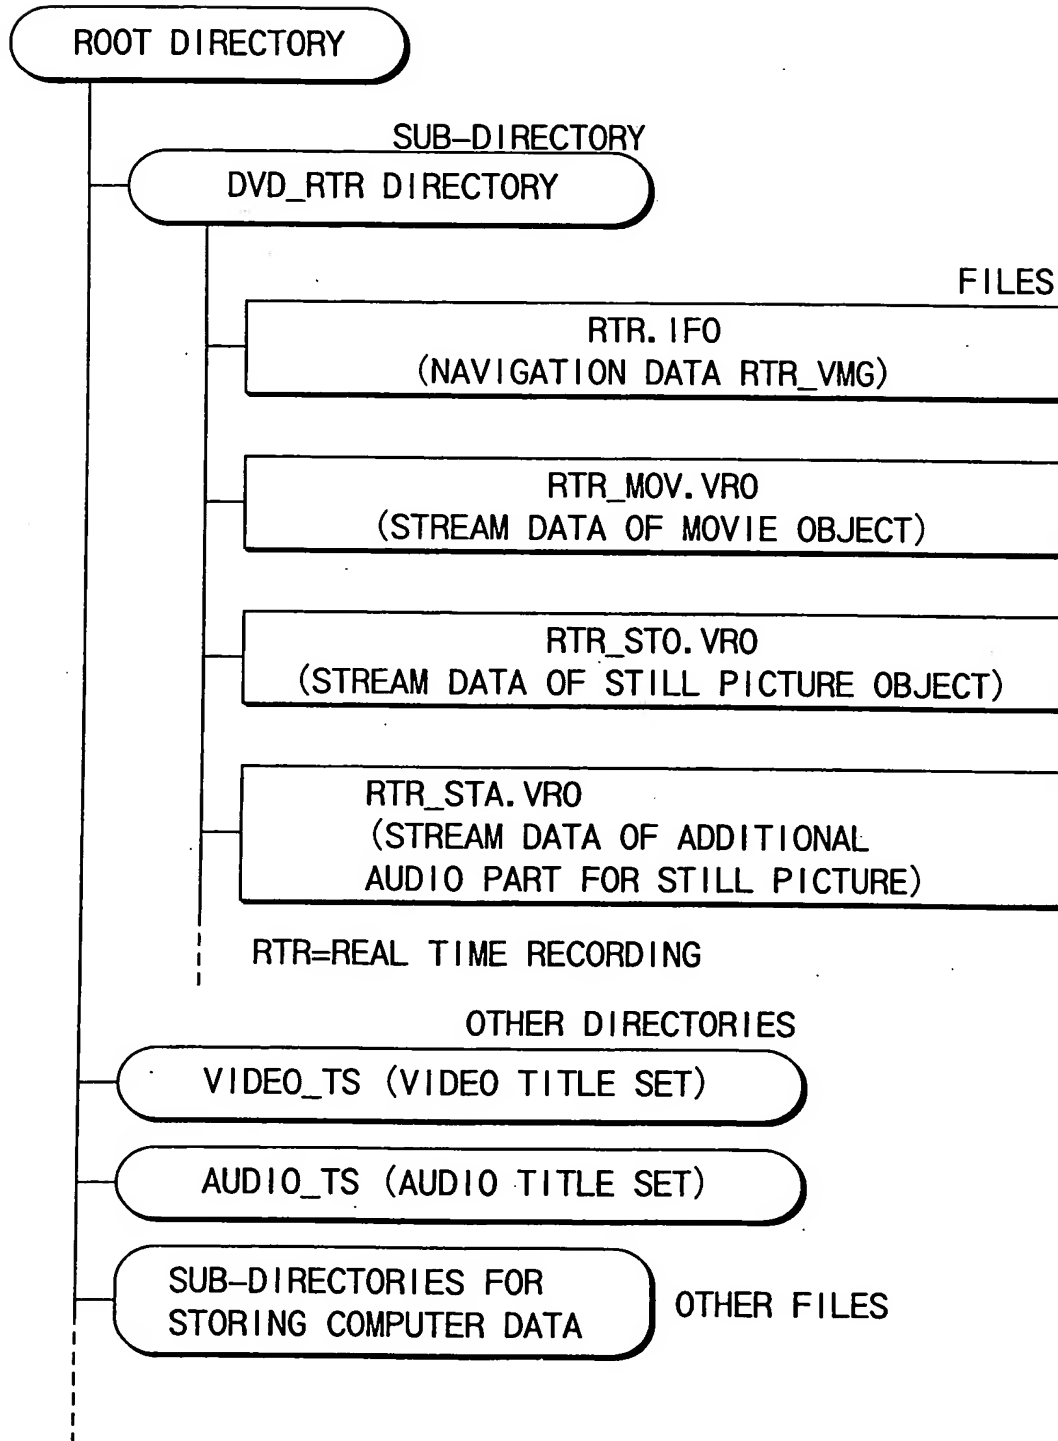 ROOT DIRECTORY
SUB-DIRECTORY
DVD_RTR DIRECTORY
FILES
RTR.IFO
(NAVIGATION DATA RTR_VMG)
RTR_MOV.VRO
(STREAM DATA OF MOVIE OBJECT)
RTR_STO.VRO
(STREAM DATA OF STILL PICTURE OBJECT)
RTR_STA.VRO
(STREAM DATA OF ADDITIONAL
AUDIO PART FOR STILL PICTURE)
RTR=REAL TIME RECORDING
OTHER DIRECTORIES
VIDEO_TS (VIDEO TITLE SET)
AUDIO_TS (AUDIO TITLE SET)
SUB-DIRECTORIES FOR
STORING COMPUTER DATA
OTHER FILES